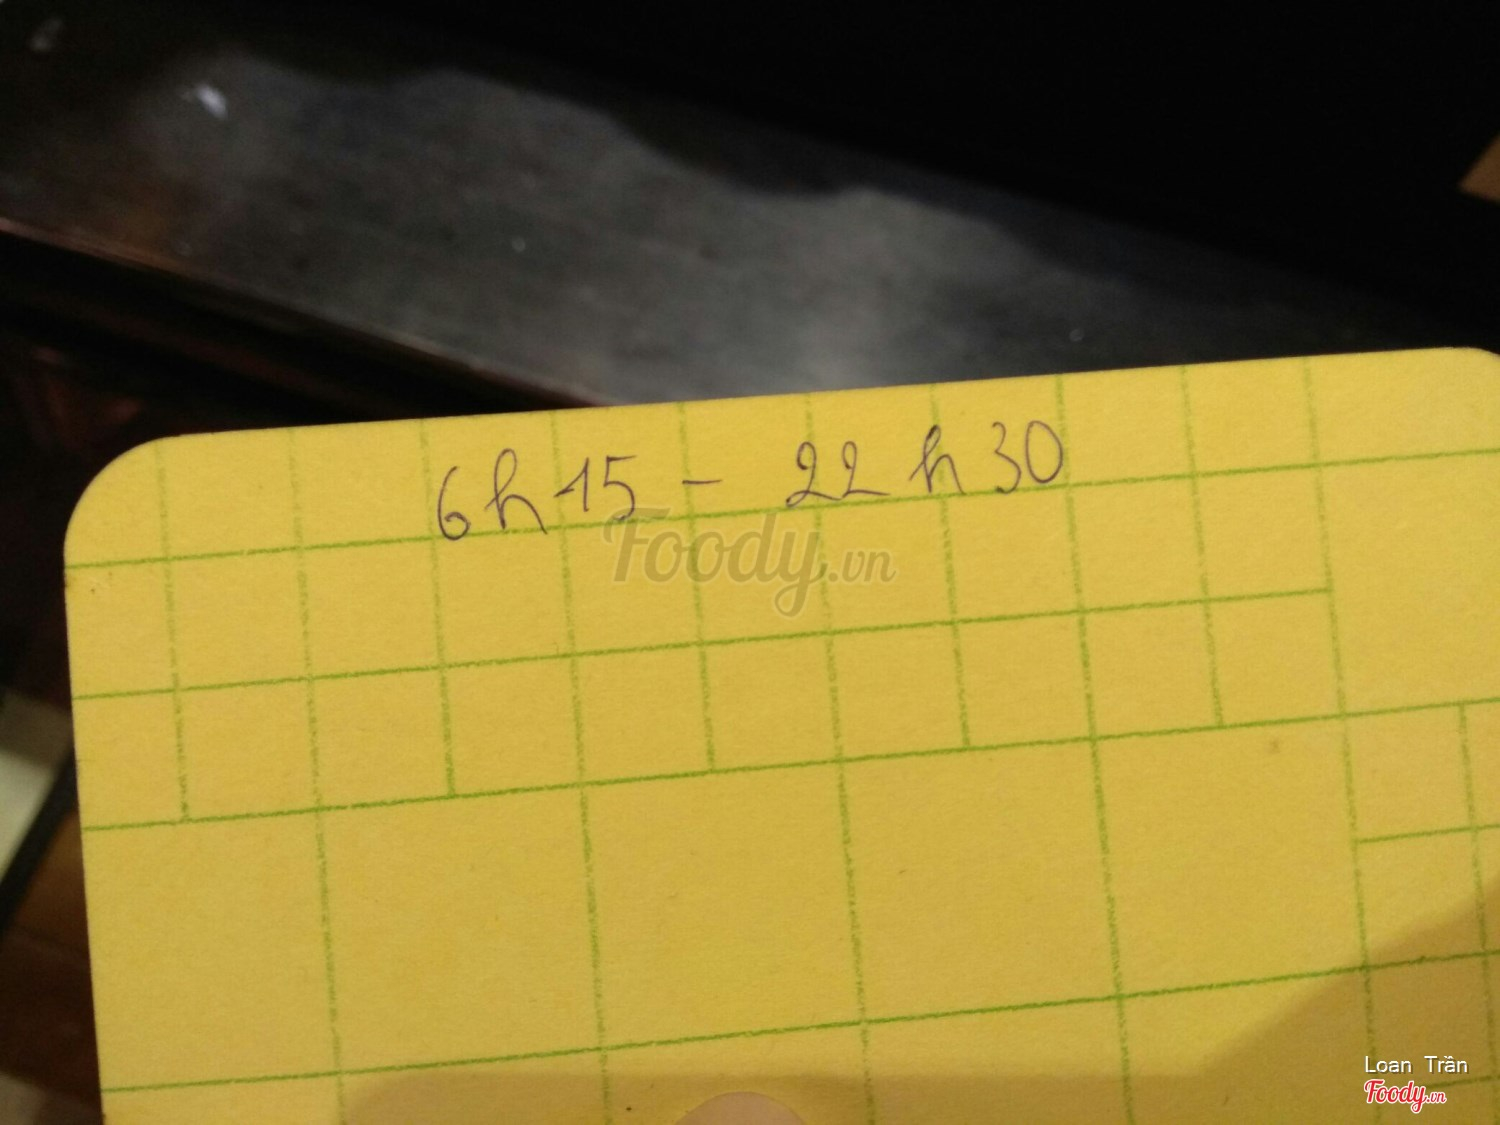 6h15 - 22h30
Foody.vn
Loan Trần
Foody.vn